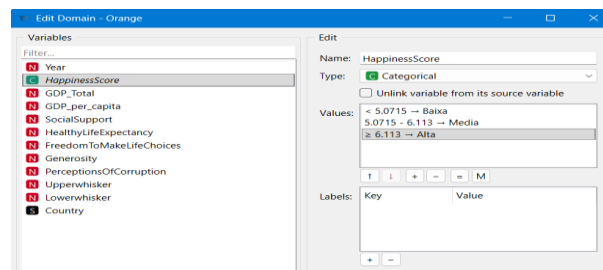 Edit Domain - Orange
Variables
Filter...
N Year
C HappinessScore
N GDP_Total
N GDP_per_capita
N SocialSupport
N HealthyLifeExpectancy
N FreedomToMakeLifeChoices
N Generosity
N PerceptionsOfCorruption
N Upperwhisker
N Lowerwhisker
S Country
Edit
Name: HappinessScore
Type: C Categorical
Unlink variable from its source variable
Values: < 5.0715 → Baixa
5.0715 - 6.113 → Media
≥ 6.113 → Alta
↑ ↓ + − = M
Labels: Key Value
+ −